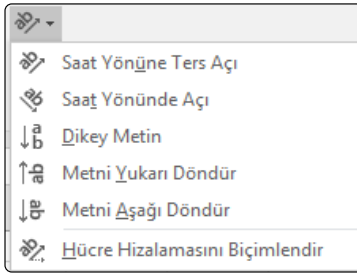 Saat Yönüne Ters Açı
Saat Yönünde Açı
Dikey Metin
Metni Yukarı Döndür
Metni Aşağı Döndür
Hücre Hizalamasını Biçimlendir